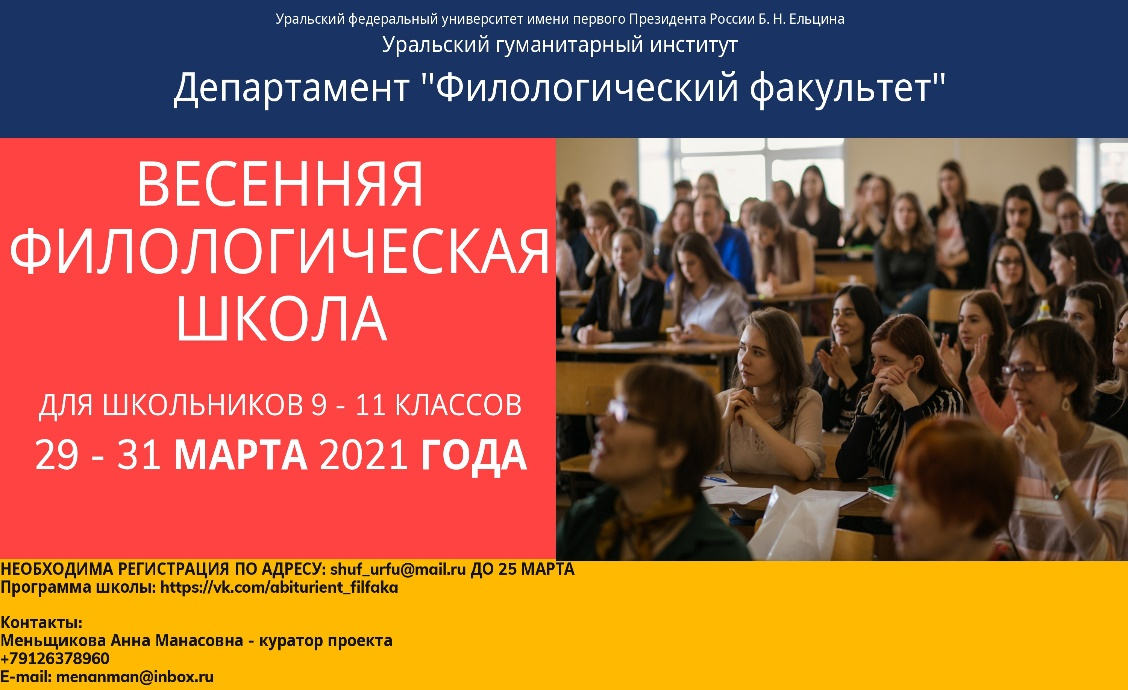 Уральский федеральный университет имени первого Президента России Б. Н. Ельцина
Уральский гуманитарный институт
Департамент "Филологический факультет"
ВЕСЕННЯЯ
ФИЛОЛОГИЧЕСКАЯ
ШКОЛА
ДЛЯ ШКОЛЬНИКОВ 9 - 11 КЛАССОВ
29 - 31 МАРТА 2021 ГОДА
НЕОБХОДИМА РЕГИСТРАЦИЯ ПО АДРЕСУ: shuf_urfu@mail.ru ДО 25 МАРТА
Программа школы: https://vk.com/abiturient_filfaka
Контакты:
Меньщикова Анна Манасовна - куратор проекта
+79126378960
E-mail: menanman@inbox.ru